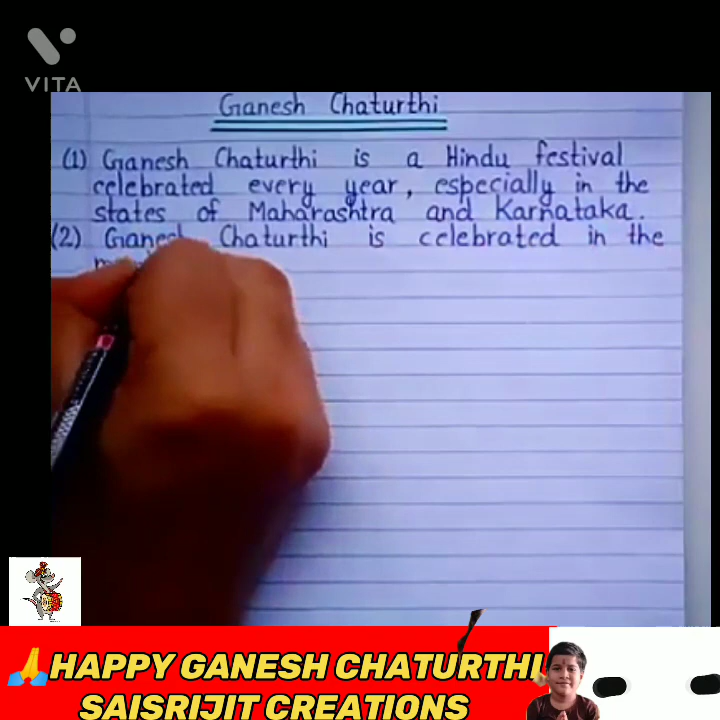 VITA
Ganesh Chaturthi
(1) Ganesh Chaturthi is a Hindu festival
celebrated every year, especially in the
states of Maharashtra and Karnataka.
(2) Ganesh Chaturthi is celebrated in the
🙏HAPPY GANESH CHATURTHI
SAISRIJIT CREATIONS